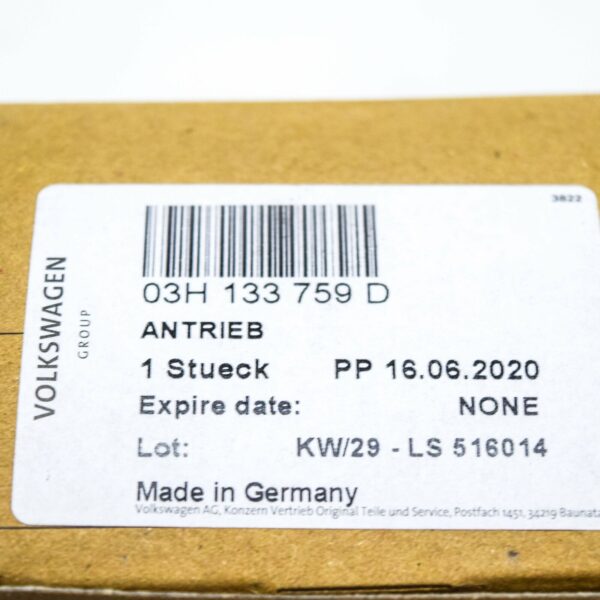 3822
03H 133 759 D
ANTRIEB
1 Stueck PP 16.06.2020
Expire date: NONE
Lot: KW/29 - LS 516014
Made in Germany
Volkswagen AG, Konzern Vertrieb Original Teile und Service, Postfach 1451, 34219 Baunata
VOLKSWAGEN
GROUP